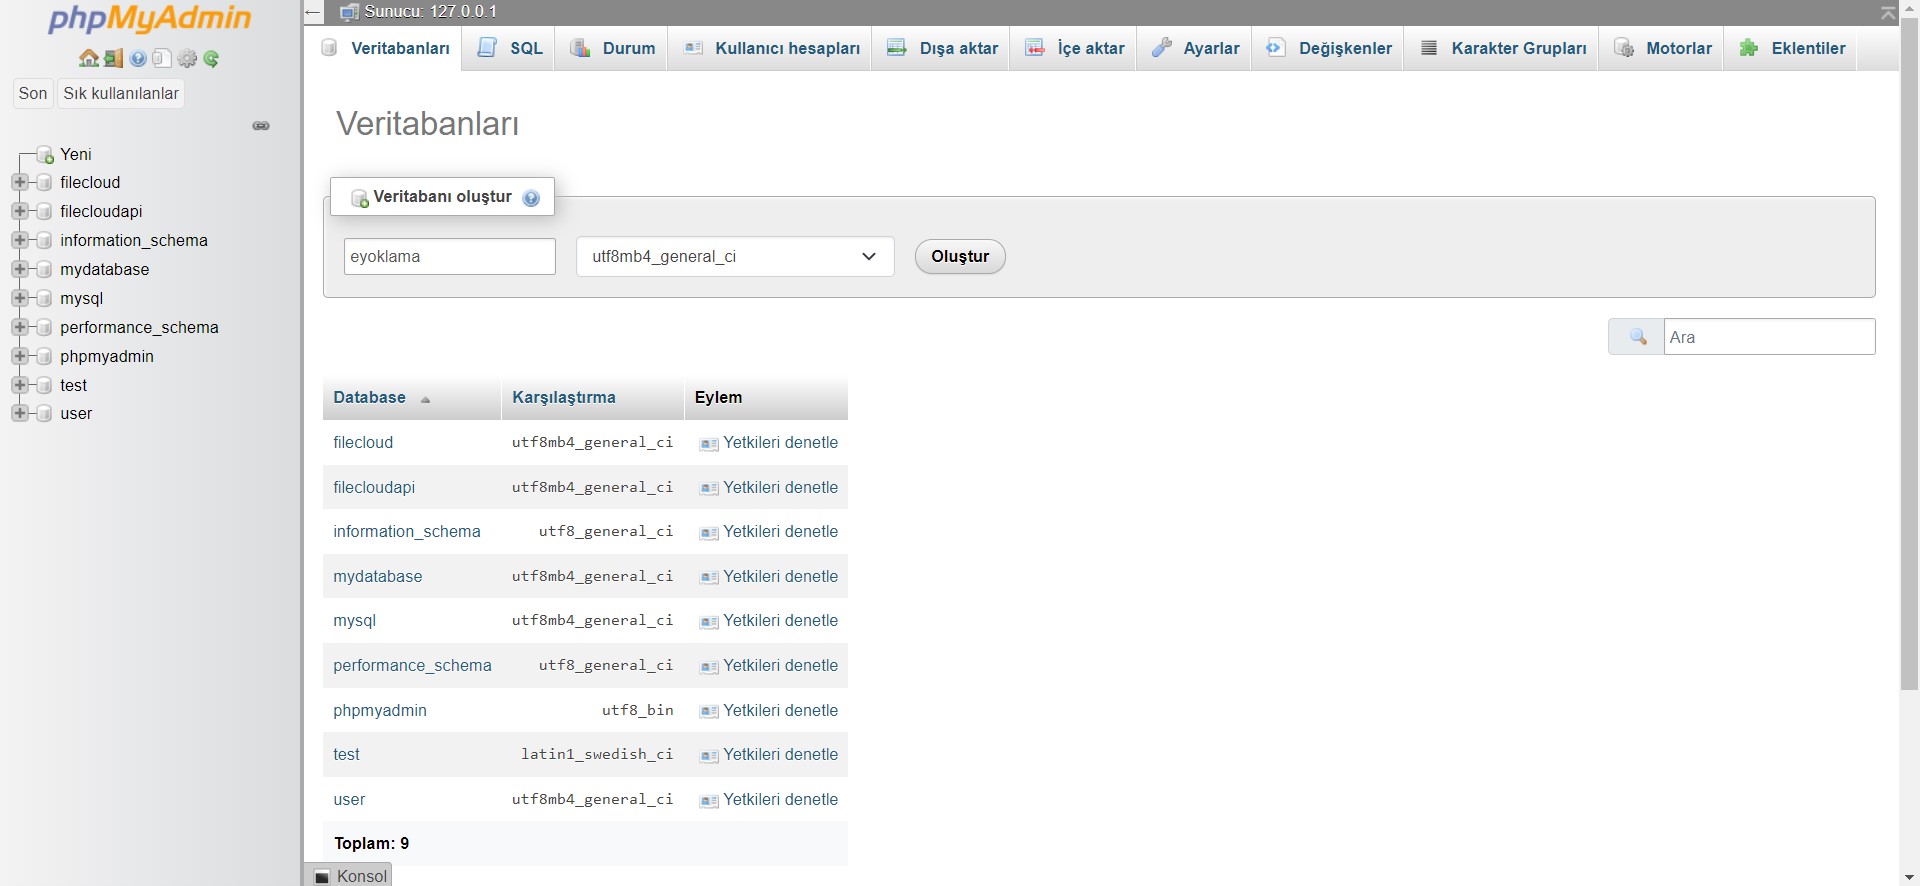 phpMyAdmin
Son
Sık kullanılanlar
Yeni
filecloud
filecloudapi
information_schema
mydatabase
mysql
performance_schema
phpmyadmin
test
user
Sunucu: 127.0.0.1
Veritabanları
SQL
Durum
Kullanıcı hesapları
Dışa aktar
İçe aktar
Ayarlar
Değişkenler
Karakter Grupları
Motorlar
Eklentiler
Veritabanları
Veritabanı oluştur
eyoklama
utf8mb4_general_ci
Oluştur
Ara
Database Karşılaştırma Eylem
filecloud utf8mb4_general_ci Yetkileri denetle
filecloudapi utf8mb4_general_ci Yetkileri denetle
information_schema utf8_general_ci Yetkileri denetle
mydatabase utf8mb4_general_ci Yetkileri denetle
mysql utf8mb4_general_ci Yetkileri denetle
performance_schema utf8_general_ci Yetkileri denetle
phpmyadmin utf8_bin Yetkileri denetle
test latin1_swedish_ci Yetkileri denetle
user utf8mb4_general_ci Yetkileri denetle
Toplam: 9
Konsol